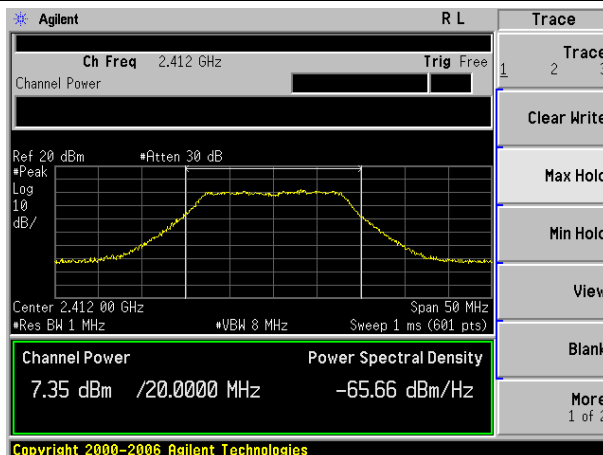 Agilent R L Trace
Ch Freq 2.412 GHz Trig Free
Channel Power
Trace
1 2 3
Clear Write
Max Hold
Min Hold
View
Blank
More
1 of 2
Ref 20 dBm #Atten 30 dB
#Peak
Log
10
dB/
Center 2.412 00 GHz Span 50 MHz
#Res BW 1 MHz #VBW 8 MHz Sweep 1 ms (601 pts)
Channel Power Power Spectral Density
7.35 dBm /20.0000 MHz -65.66 dBm/Hz
Copyright 2000-2006 Agilent Technologies